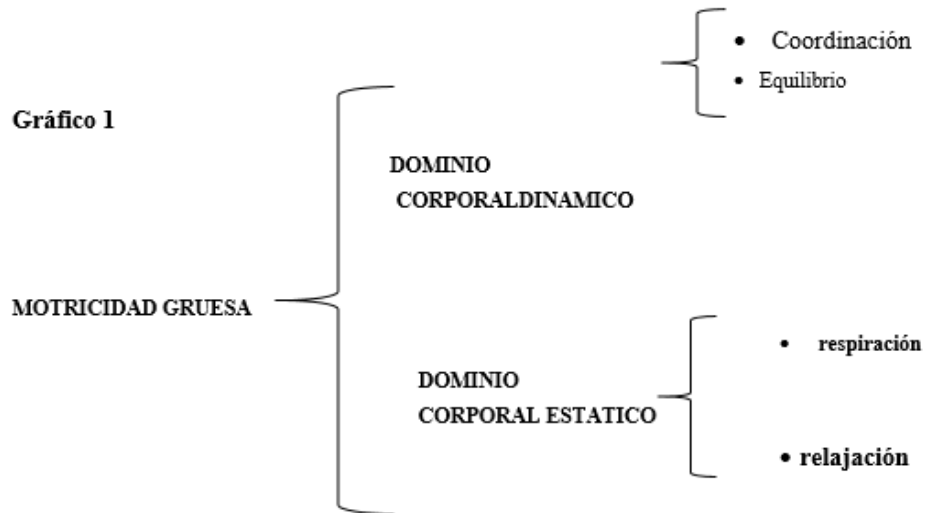 • Coordinación
• Equilibrio
Gráfico 1
DOMINIO
CORPORALDINAMICO
MOTRICIDAD GRUESA
• respiración
DOMINIO
CORPORAL ESTATICO
• relajación